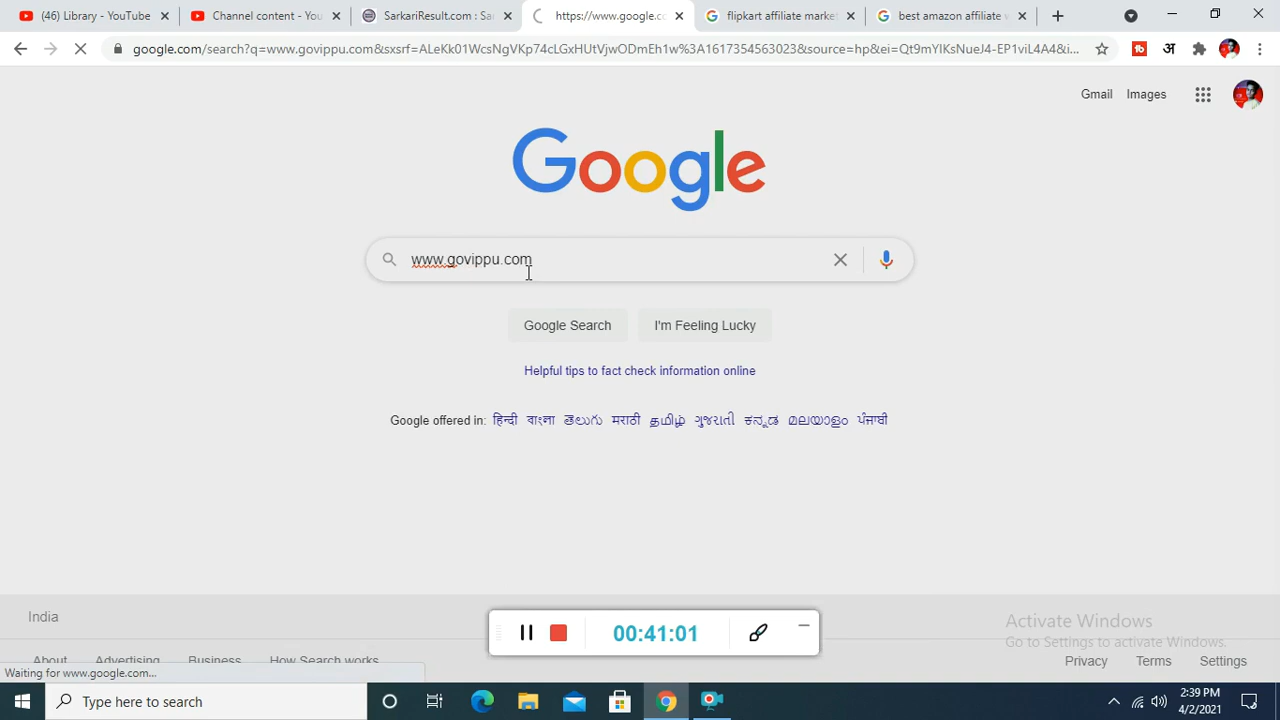 (46) Library - YouTube
Channel content - You
SarkariResult.com : Sa
https://www.google.co
flipkart affiliate marke
best amazon affiliate
google.com/search?q=www.govippu.com&sxsrf=ALeKk01WcsNgVKp74cLGxHUtVjwODmEh1w%3A1617354563023&source=hp&ei=Qt9mYIKsNueJ4-EP1viL4A4&i...
Gmail Images
Google
www.govippu.com
Google Search I'm Feeling Lucky
Helpful tips to fact check information online
Google offered in: हिन्दी বাংলা తెలుగు मराठी தமிழ் ગુજરાતી ಕನ್ನಡ മലയാളം ਪੰਜਾਬੀ
India
00:41:01
Activate Windows
Go to Settings to activate Windows.
About Advertising Business How Search works
Privacy Terms Settings
Waiting for www.google.com...
Type here to search
2:39 PM
4/2/2021